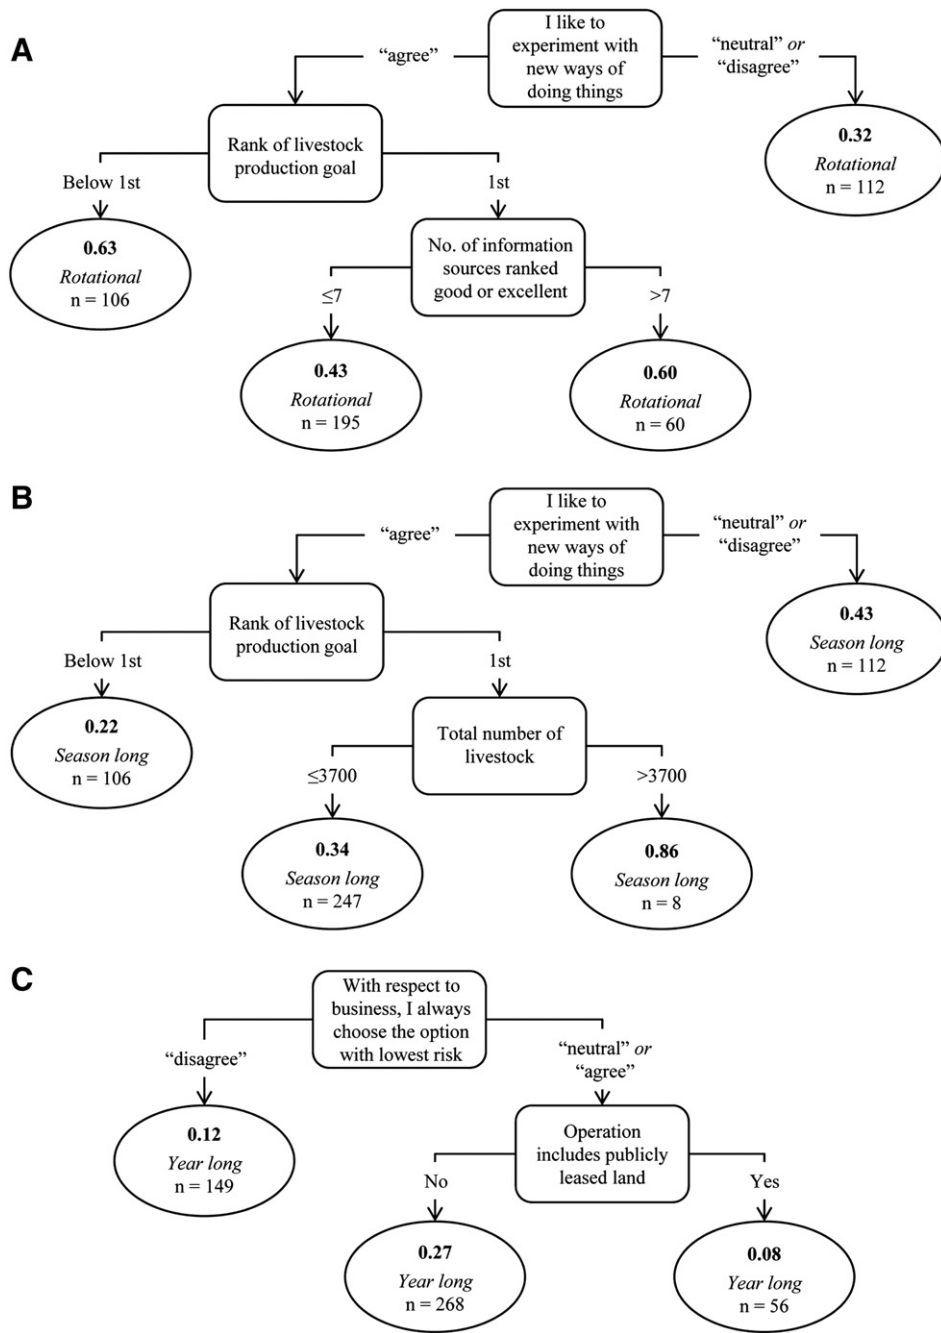 A
I like to
experiment with
new ways of
doing things
“agree”
“neutral” or
“disagree”
Rank of livestock
production goal
0.32
Rotational
n = 112
Below 1st
1st
0.63
Rotational
n = 106
No. of information
sources ranked
good or excellent
≤7
>7
0.43
Rotational
n = 195
0.60
Rotational
n = 60
B
I like to
experiment with
new ways of
doing things
“agree”
“neutral” or
“disagree”
Rank of livestock
production goal
0.43
Season long
n = 112
Below 1st
1st
0.22
Season long
n = 106
Total number of
livestock
≤3700
>3700
0.34
Season long
n = 247
0.86
Season long
n = 8
C
With respect to
business, I always
choose the option
with lowest risk
“disagree”
“neutral” or
“agree”
0.12
Year long
n = 149
Operation
includes publicly
leased land
No
Yes
0.27
Year long
n = 268
0.08
Year long
n = 56